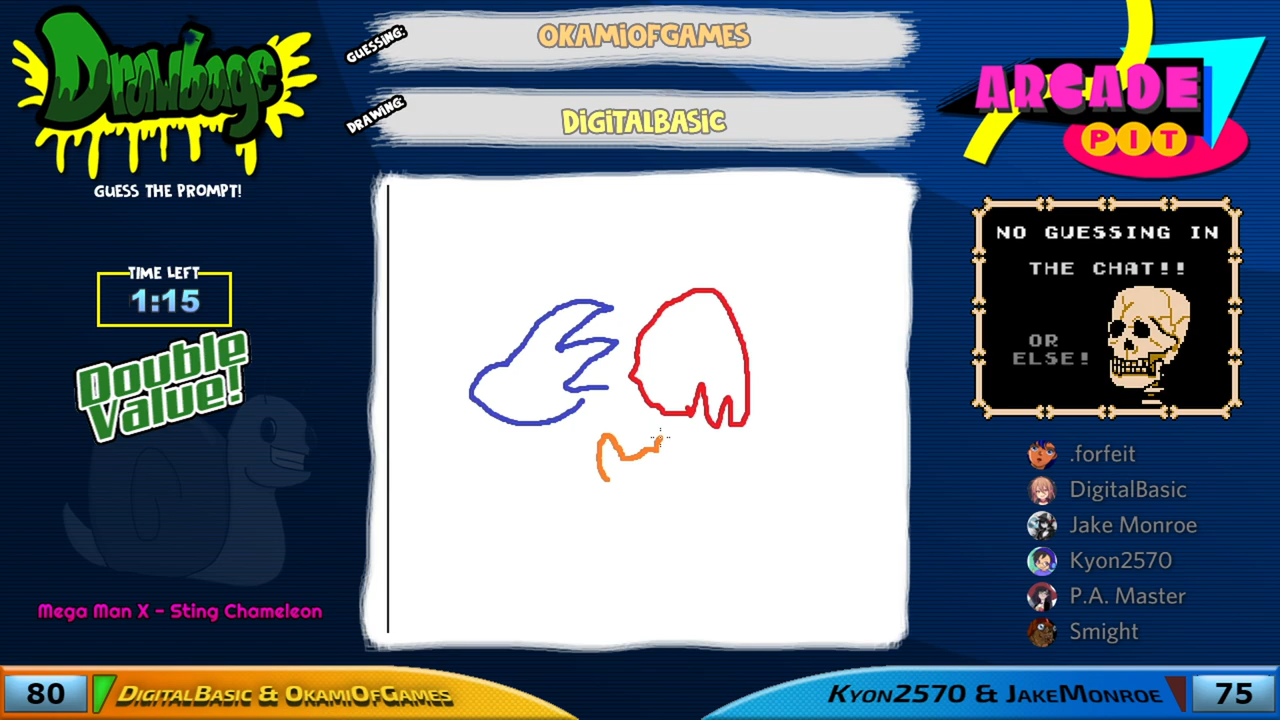 Drawbage
GUESS THE PROMPT!
TIME LEFT
1:15
Double
Value!
Mega Man X - Sting Chameleon
GUESSING:
OKAMIOFGAMES
DRAWING:
DIGITALBASIC
ARCADE
PIT
NO GUESSING IN
THE CHAT!!
OR
ELSE!
.forfeit
DigitalBasic
Jake Monroe
Kyon2570
P.A. Master
Smight
80
DigitalBasic & OkamiOfGames
Kyon2570 & JakeMonroe
75